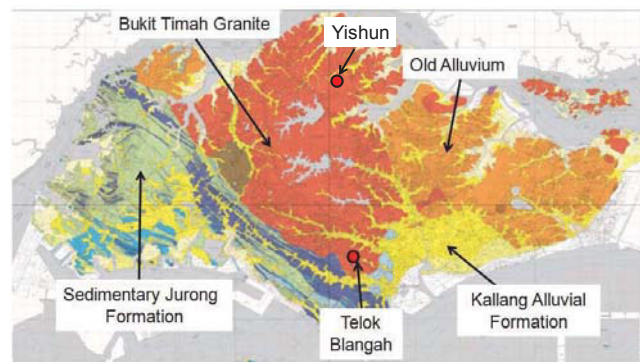 Bukit Timah Granite
Yishun
Old Alluvium
Sedimentary Jurong
Formation
Telok
Blangah
Kallang Alluvial
Formation